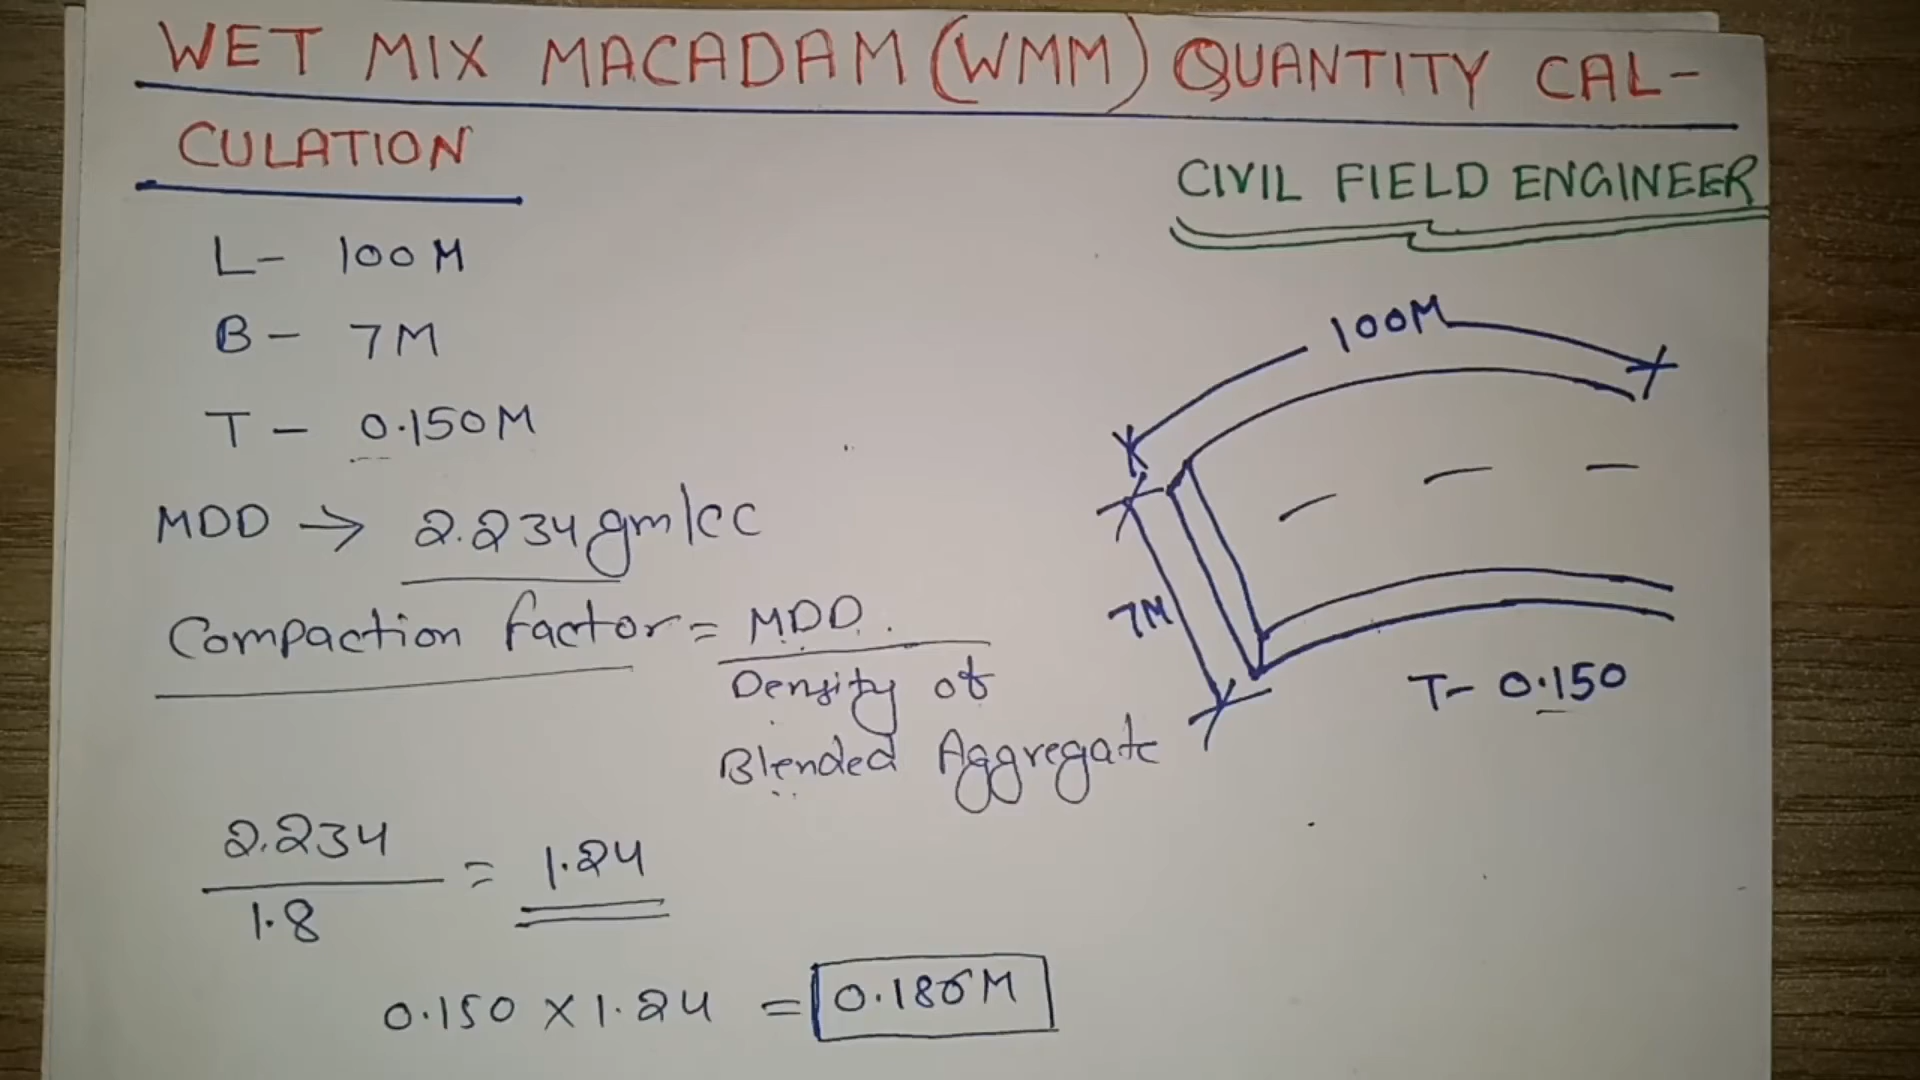 WET MIX MACADAM (WMM) QUANTITY CAL-
CULATION
CIVIL FIELD ENGINEER
L- 100M
B- 7M
T- 0.150M
MDD → 2.234gm/cc
Compaction factor = MDD
Density of
Blended Aggregate
2.234
1.8
= 1.24
0.150 X 1.24 = 0.186M
100M
7M
T- 0.150